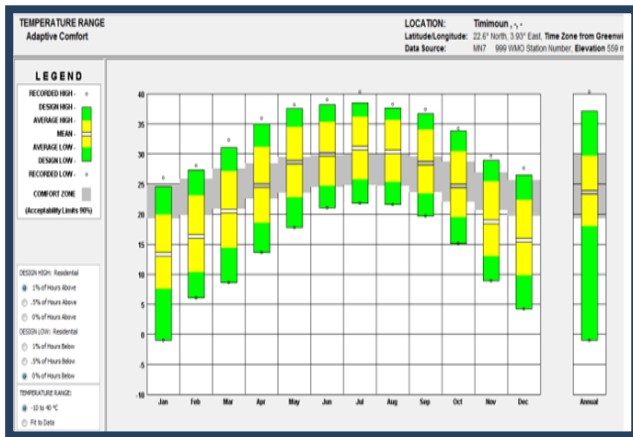 TEMPERATURE RANGE
Adaptive Comfort
LOCATION: Timimoun , -, -
Latitude/Longitude: 22.6° North, 3.93° East, Time Zone from Greenwi
Data Source: MN7 999 WMO Station Number, Elevation 559 m
LEGEND
RECORDED HIGH -
DESIGN HIGH -
AVERAGE HIGH -
MEAN -
AVERAGE LOW -
DESIGN LOW -
RECORDED LOW -
COMFORT ZONE
(Acceptability Limits 90%)
DESIGN HIGH: Residential
1% of Hours Above
.5% of Hours Above
0% of Hours Above
DESIGN LOW: Residential
1% of Hours Below
.5% of Hours Below
0% of Hours Below
TEMPERATURE RANGE:
-10 to 40 °C
Fit to Data
40
35
30
25
20
15
10
5
0
-5
-10
Jan Feb Mar Apr May Jun Jul Aug Sep Oct Nov Dec Annual